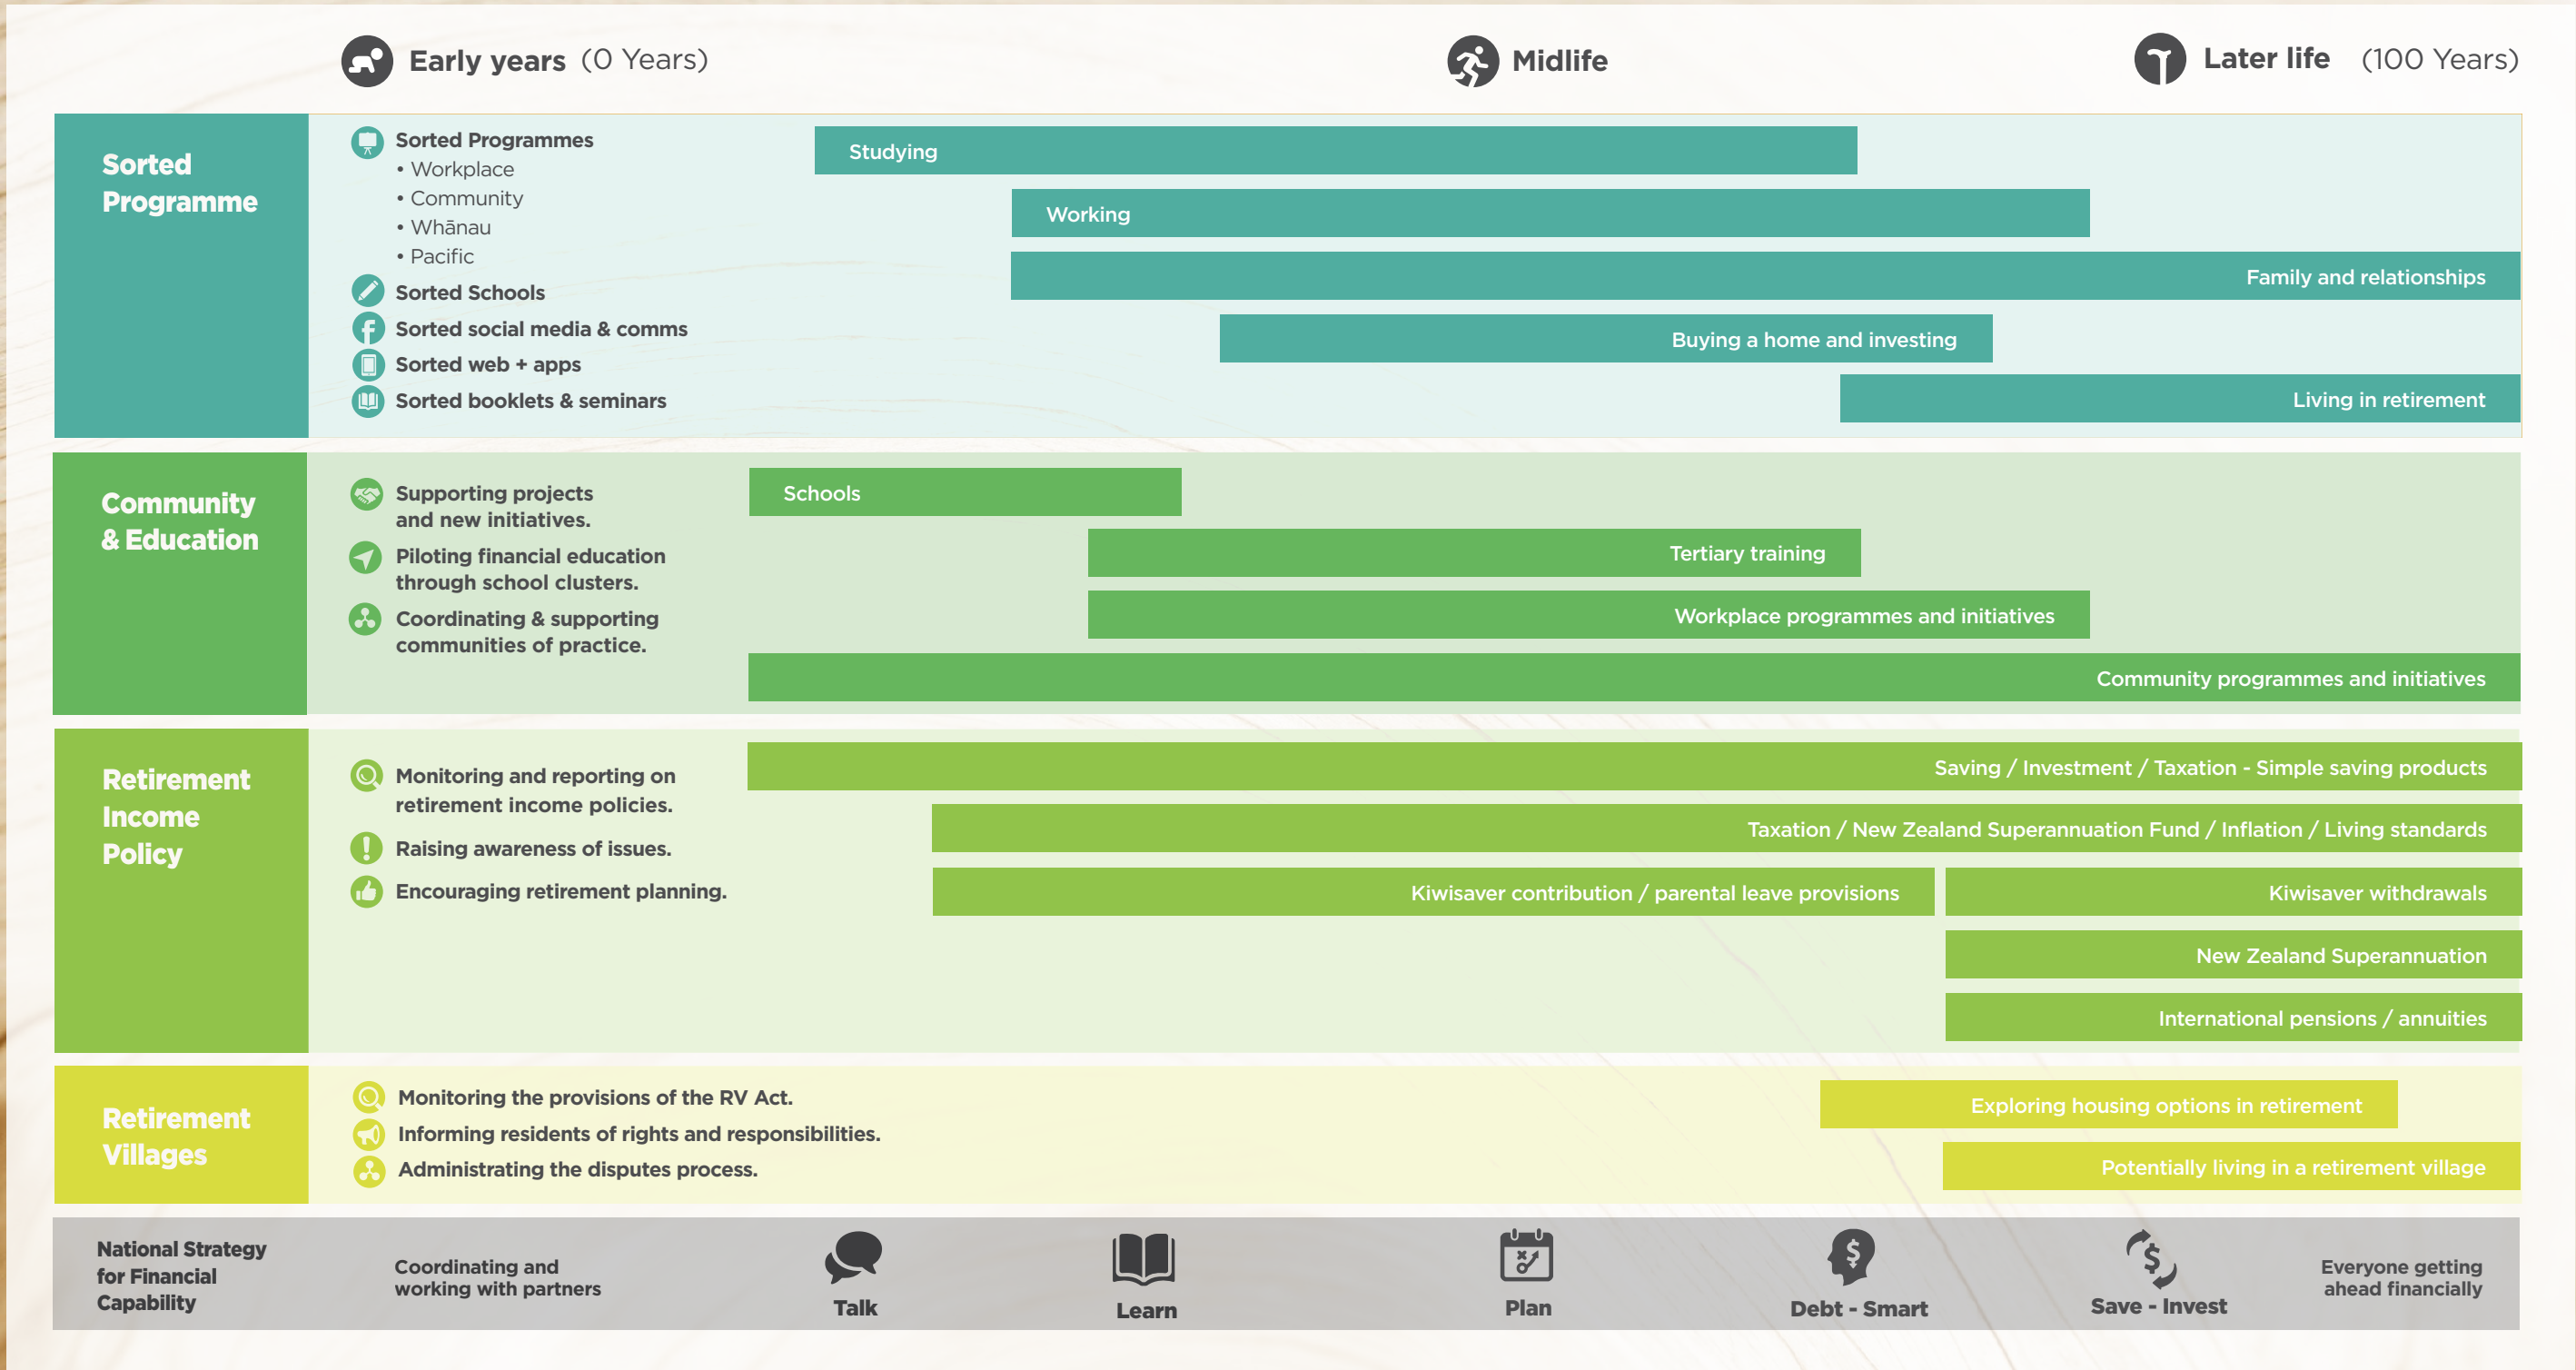 Early years (0 Years)
Midlife
Later life (100 Years)
Sorted
Programme
Sorted Programmes
• Workplace
• Community
• Whānau
• Pacific
Sorted Schools
Sorted social media & comms
Sorted web + apps
Sorted booklets & seminars
Studying
Working
Family and relationships
Buying a home and investing
Living in retirement
Community
& Education
Supporting projects
and new initiatives.
Piloting financial education
through school clusters.
Coordinating & supporting
communities of practice.
Schools
Tertiary training
Workplace programmes and initiatives
Community programmes and initiatives
Retirement
Income
Policy
Monitoring and reporting on
retirement income policies.
Raising awareness of issues.
Encouraging retirement planning.
Saving / Investment / Taxation - Simple saving products
Taxation / New Zealand Superannuation Fund / Inflation / Living standards
Kiwisaver contribution / parental leave provisions
Kiwisaver withdrawals
New Zealand Superannuation
International pensions / annuities
Retirement
Villages
Monitoring the provisions of the RV Act.
Informing residents of rights and responsibilities.
Administrating the disputes process.
Exploring housing options in retirement
Potentially living in a retirement village
National Strategy
for Financial
Capability
Coordinating and
working with partners
Talk
Learn
Plan
Debt - Smart
Save - Invest
Everyone getting
ahead financially